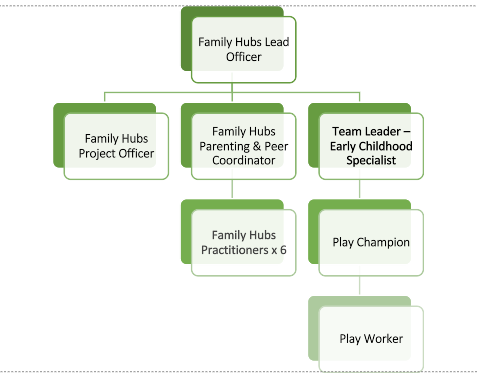 Family Hubs Lead
Officer
Family Hubs
Project Officer
Family Hubs
Parenting & Peer
Coordinator
Team Leader –
Early Childhood
Specialist
Family Hubs
Practitioners x 6
Play Champion
Play Worker